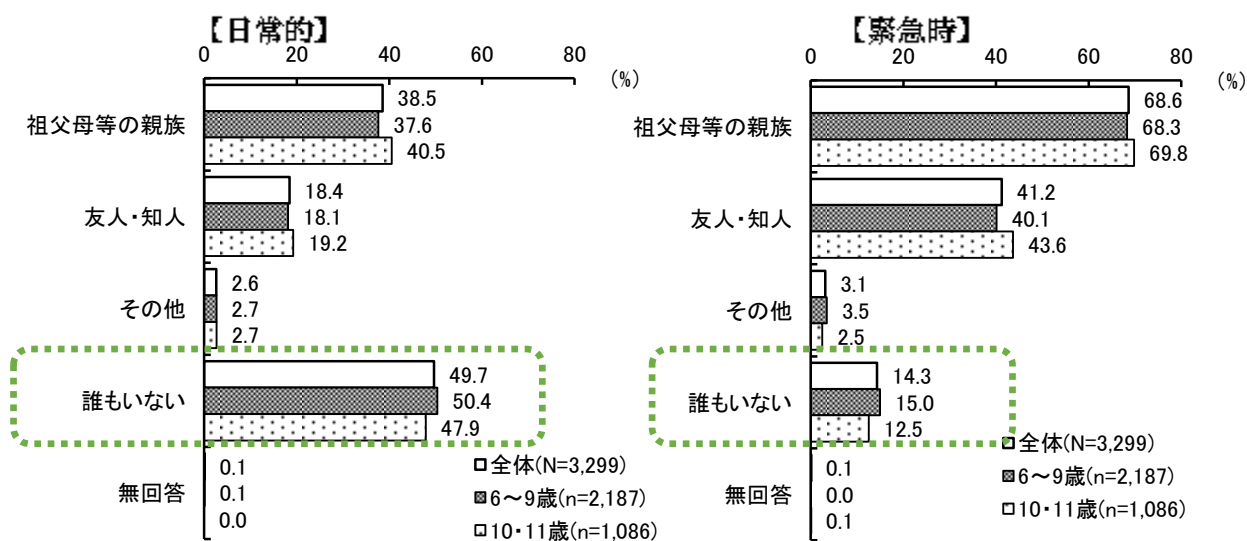 【日常的】
0 20 40 60 80
(%)
祖父母等の親族
38.5
37.6
40.5
友人・知人
18.4
18.1
19.2
その他
2.6
2.7
2.7
誰もいない
49.7
50.4
47.9
無回答
0.1
0.1
0.0
全体(N=3,299)
6～9歳(n=2,187)
10・11歳(n=1,086)
【緊急時】
0 20 40 60 80
(%)
祖父母等の親族
68.6
68.3
69.8
友人・知人
41.2
40.1
43.6
その他
3.1
3.5
2.5
誰もいない
14.3
15.0
12.5
無回答
0.1
0.0
0.1
全体(N=3,299)
6～9歳(n=2,187)
10・11歳(n=1,086)